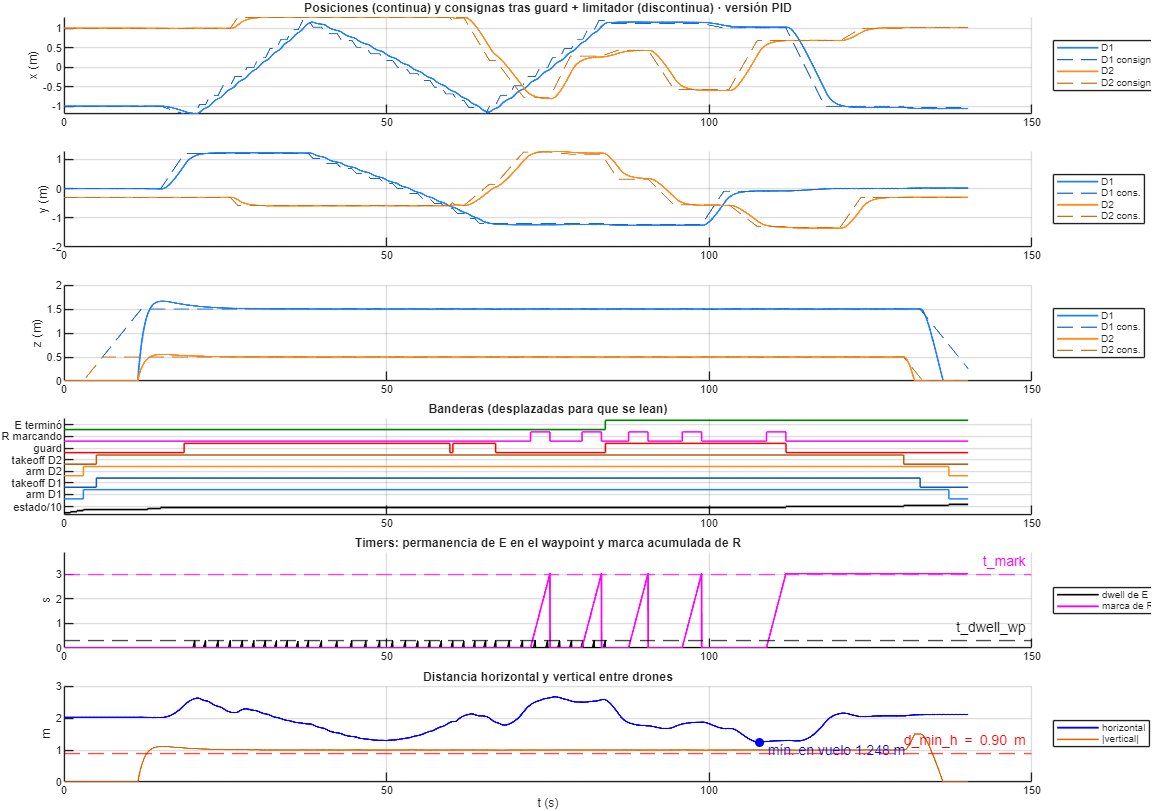 Posiciones (continua) y consignas tras guard + limitador (discontinua) · versión PID
x (m)
1
0.5
0
-0.5
-1
0
50
100
150
D1
D1 consign
D2
D2 consign
y (m)
1
0
-1
-2
0
50
100
150
D1
D1 cons.
D2
D2 cons.
z (m)
2
1.5
1
0.5
0
0
50
100
150
D1
D1 cons.
D2
D2 cons.
Banderas (desplazadas para que se lean)
E terminó
R marcando
guard
takeoff D2
arm D2
takeoff D1
arm D1
estado/10
0
50
100
150
Timers: permanencia de E en el waypoint y marca acumulada de R
s
3
2
1
0
t_mark
t_dwell_wp
0
50
100
150
dwell de E
marca de R
Distancia horizontal y vertical entre drones
m
3
2
1
0
d_min_h = 0.90 m
mín. en vuelo 1.248 m
0
50
100
150
t (s)
horizontal
|vertical|